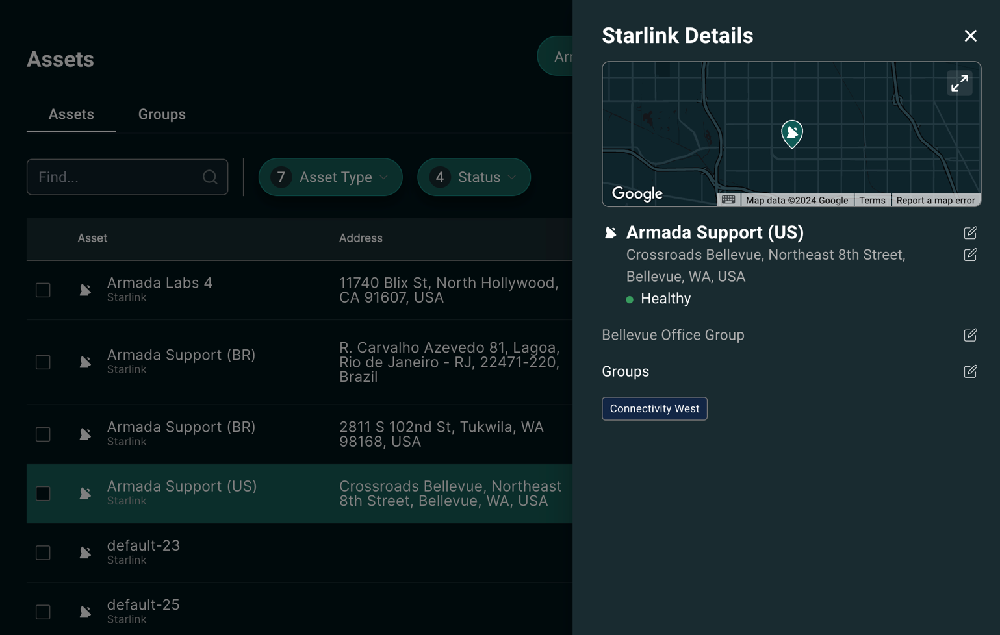 Assets
Assets
Groups
Find...
7 Asset Type
4 Status
Asset
Address
Armada Labs 4
Starlink
11740 Blix St, North Hollywood,
CA 91607, USA
Armada Support (BR)
Starlink
R. Carvalho Azevedo 81, Lagoa,
Rio de Janeiro - RJ, 22471-220,
Brazil
Armada Support (BR)
Starlink
2811 S 102nd St, Tukwila, WA
98168, USA
Armada Support (US)
Starlink
Crossroads Bellevue, Northeast
8th Street, Bellevue, WA, USA
default-23
Starlink
default-25
Starlink
Starlink Details
Google
Map data ©2024 Google
Terms
Report a map error
Armada Support (US)
Crossroads Bellevue, Northeast 8th Street,
Bellevue, WA, USA
Healthy
Bellevue Office Group
Groups
Connectivity West